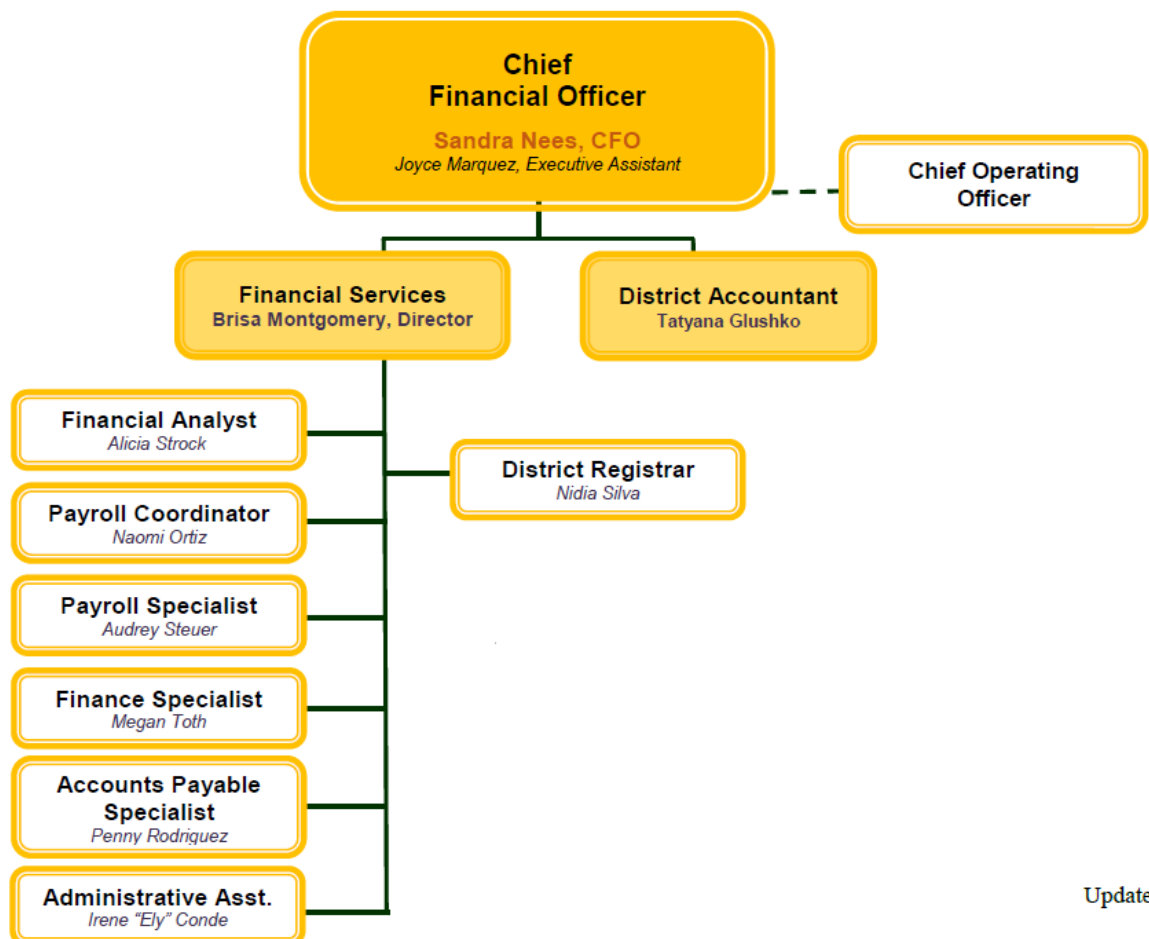 Chief
Financial Officer
Sandra Nees, CFO
Joyce Marquez, Executive Assistant
Chief Operating
Officer
Financial Services
Brisa Montgomery, Director
District Accountant
Tatyana Glushko
Financial Analyst
Alicia Strock
District Registrar
Nidia Silva
Payroll Coordinator
Naomi Ortiz
Payroll Specialist
Audrey Steuer
Finance Specialist
Megan Toth
Accounts Payable
Specialist
Penny Rodriguez
Administrative Asst.
Irene “Ely” Conde
Update